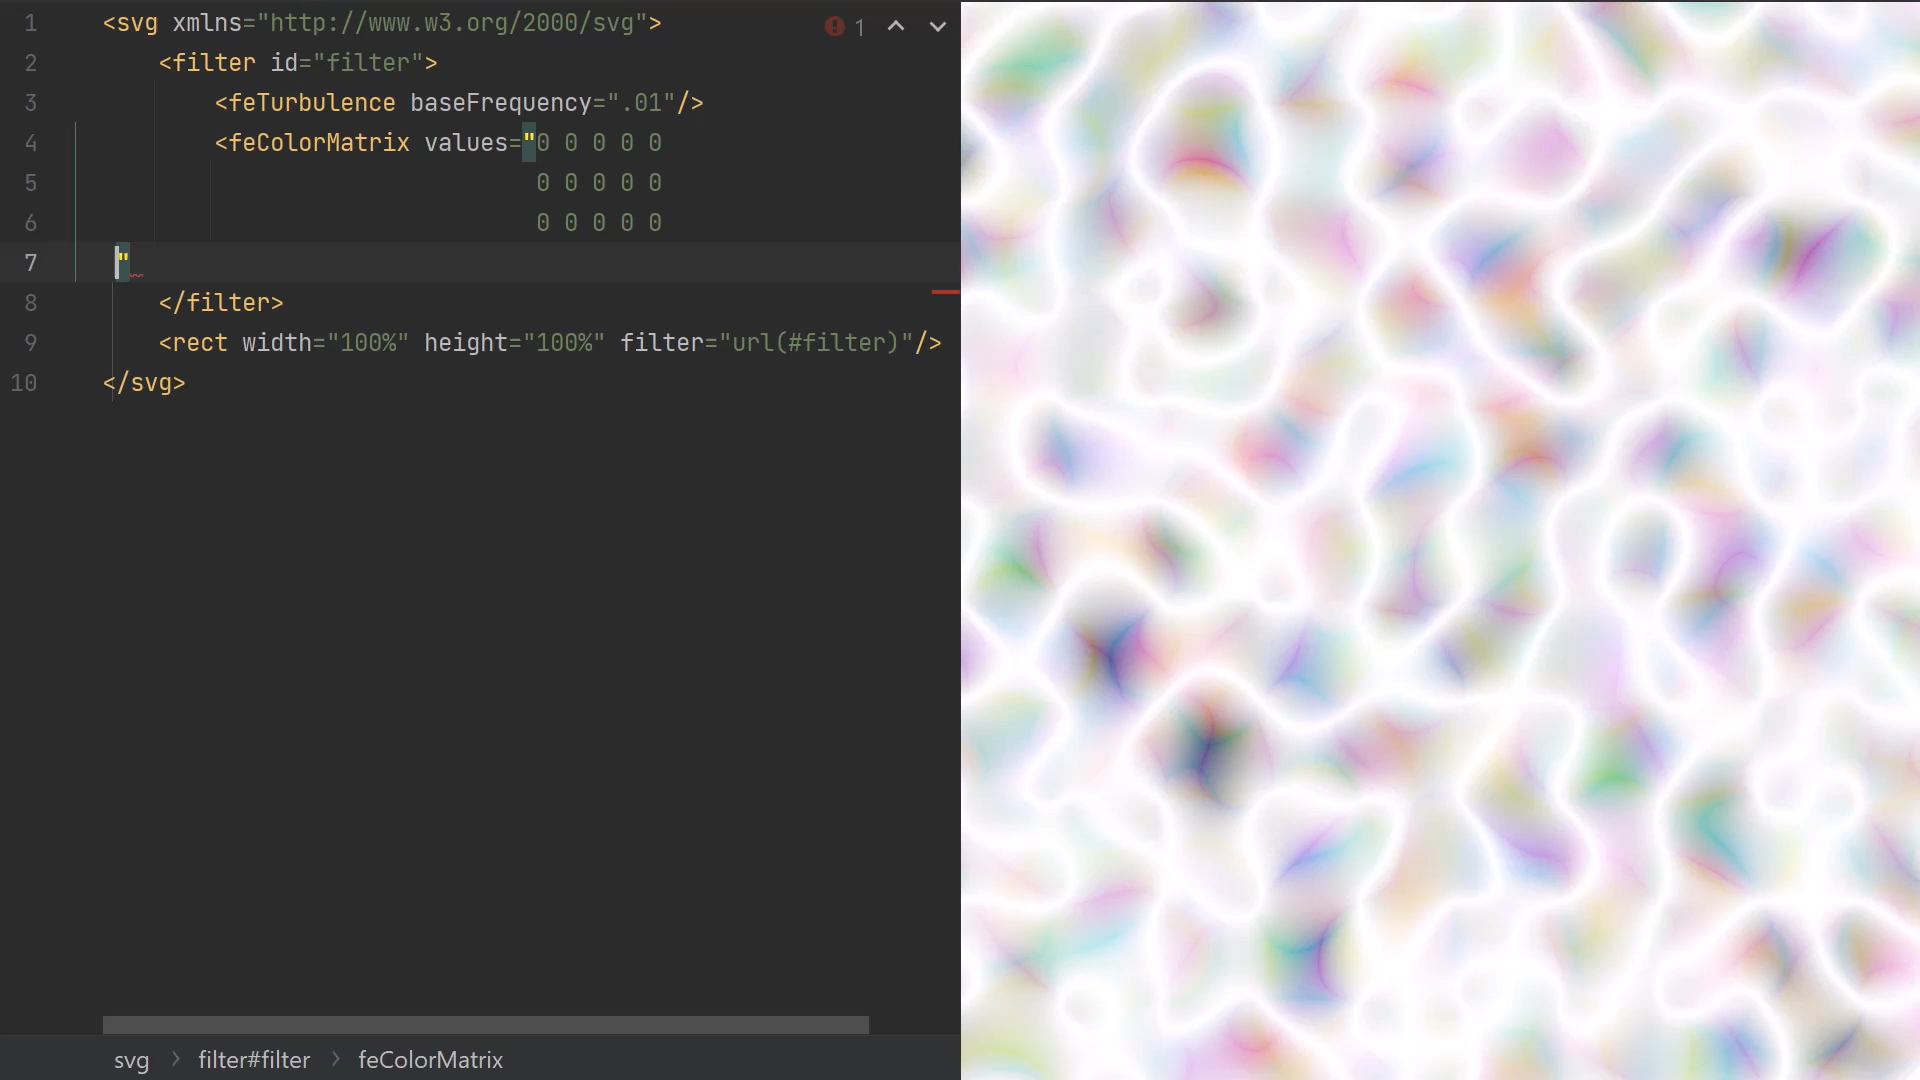 1 <svg xmlns="http://www.w3.org/2000/svg"> 1
2 <filter id="filter">
3 <feTurbulence baseFrequency=".01"/>
4 <feColorMatrix values="0 0 0 0 0
5 0 0 0 0 0
6 0 0 0 0 0
7 "
8 </filter>
9 <rect width="100%" height="100%" filter="url(#filter)"/>
10 </svg>
svg > filter#filter > feColorMatrix